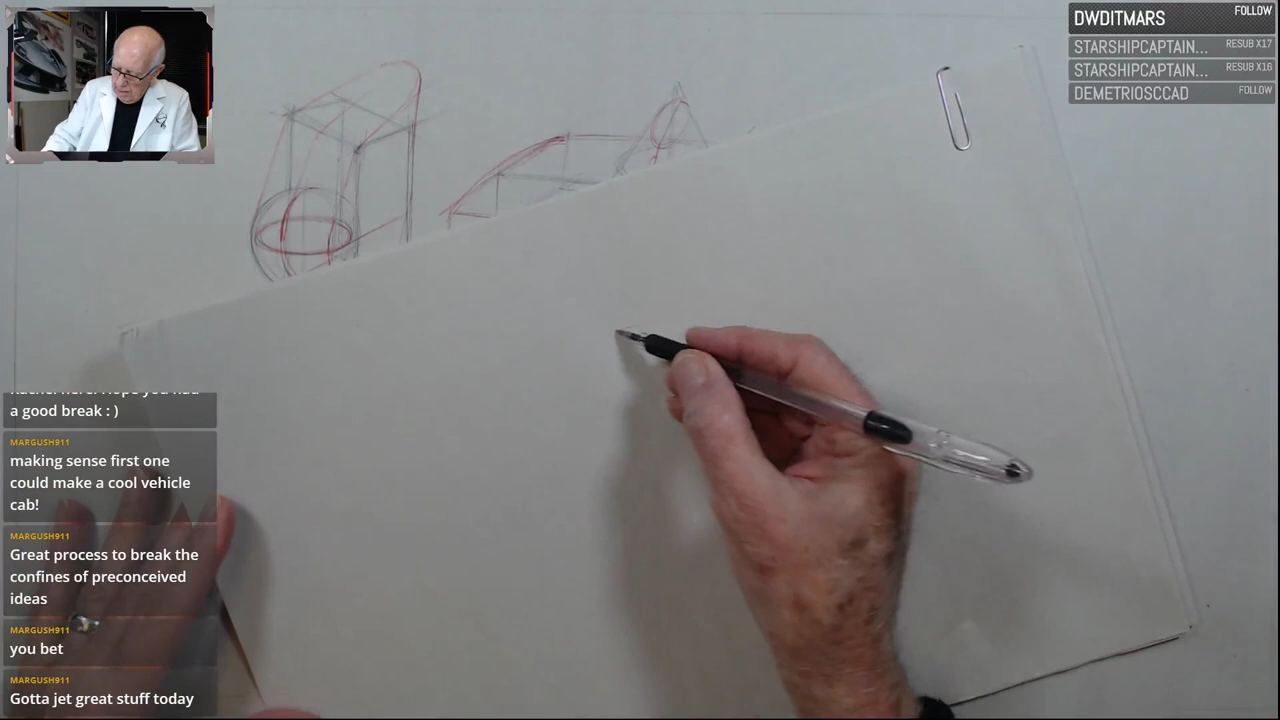 DWDITMARS FOLLOW
STARSHIPCAPTAIN... RESUB X17
STARSHIPCAPTAIN... RESUB X16
DEMETRIOSCCAD FOLLOW
a good break : )
MARGUSH911
making sense first one
could make a cool vehicle
cab!
MARGUSH911
Great process to break the
confines of preconceived
ideas
MARGUSH911
you bet
MARGUSH911
Gotta jet great stuff today